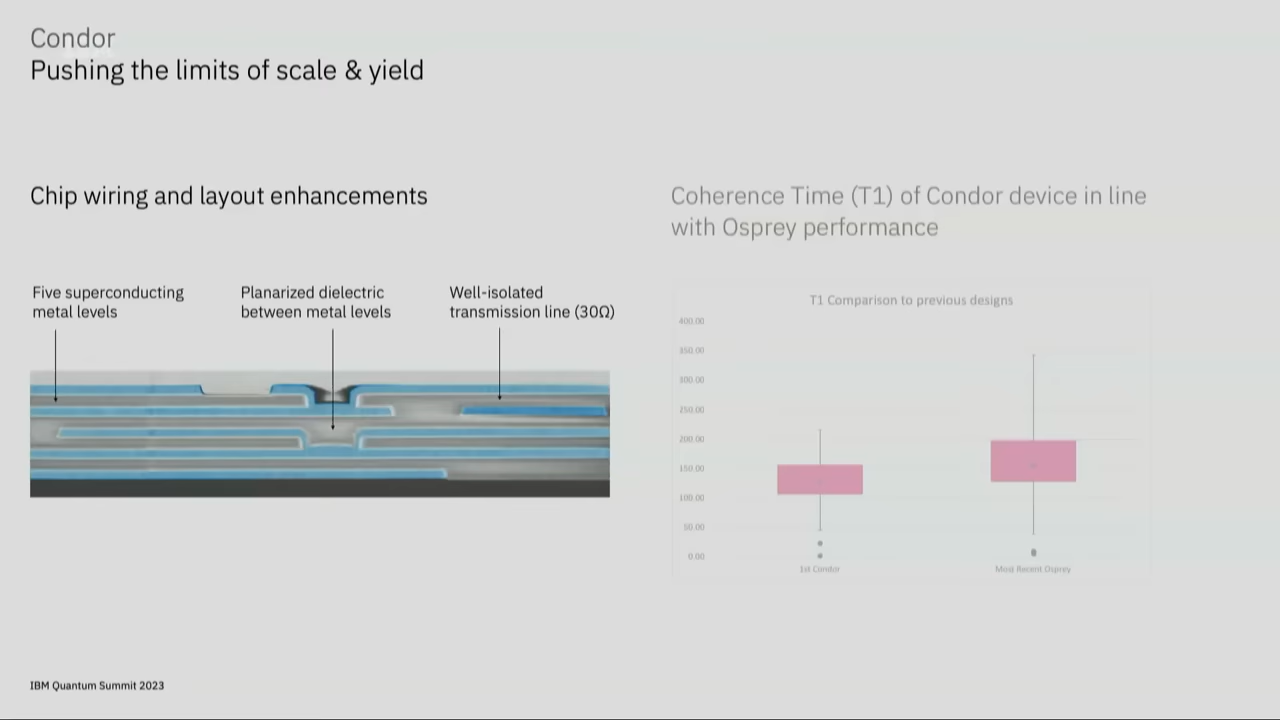 Condor
Pushing the limits of scale & yield
Chip wiring and layout enhancements
Five superconducting
metal levels
Planarized dielectric
between metal levels
Well-isolated
transmission line (30Ω)
Coherence Time (T1) of Condor device in line
with Osprey performance
T1 Comparison to previous designs
400.00
350.00
300.00
250.00
200.00
150.00
100.00
50.00
0.00
1st Condor
Most Recent Osprey
IBM Quantum Summit 2023